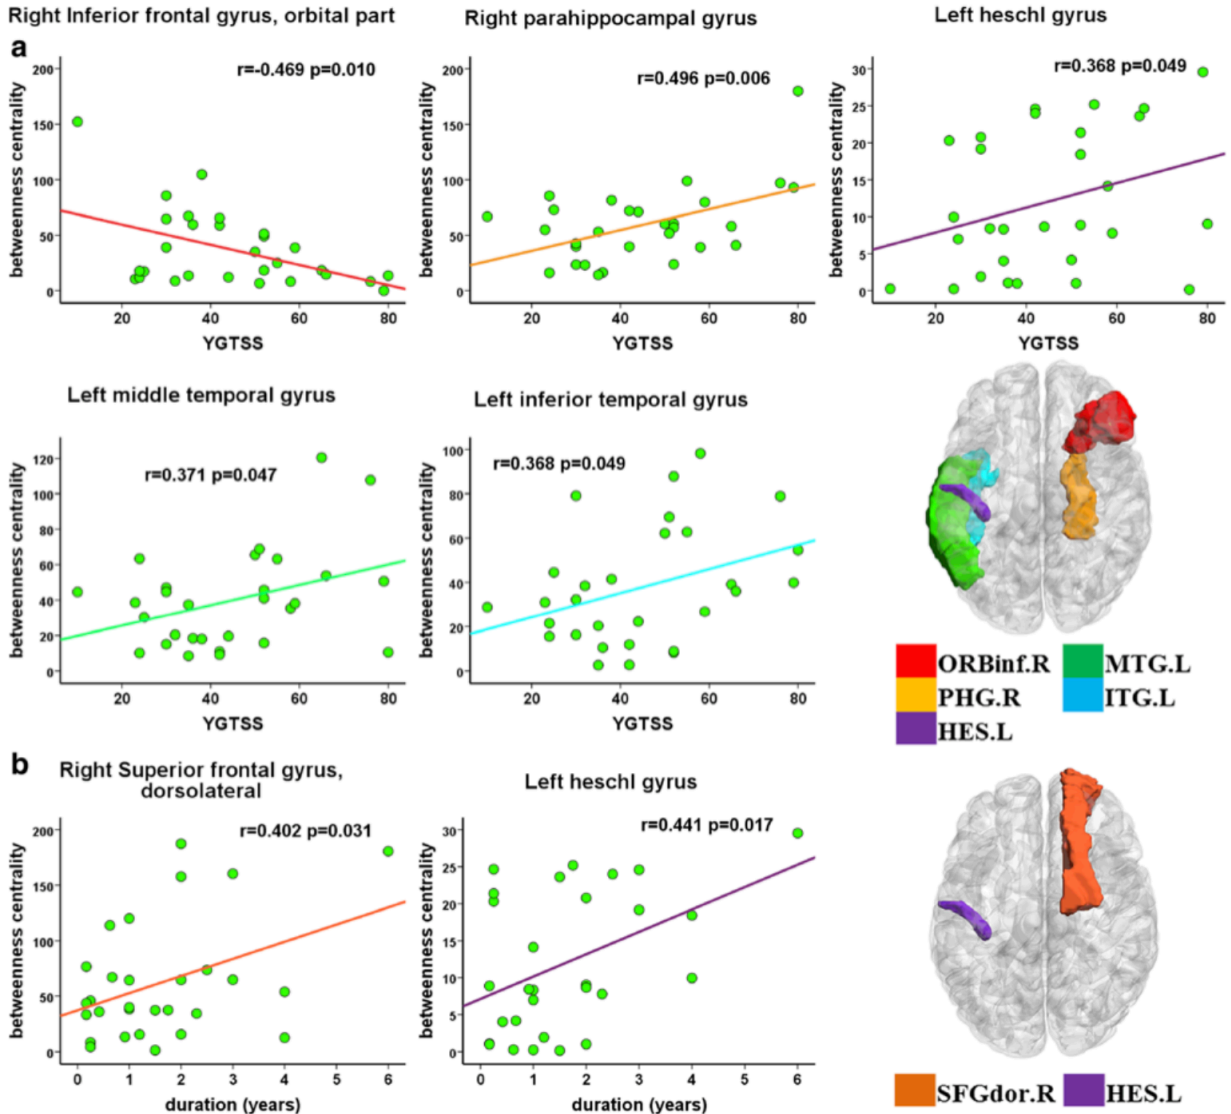 Right Inferior frontal gyrus, orbital part
Right parahippocampal gyrus
Left heschl gyrus
a
betweenness centrality
200
150
100
50
0
r=-0.469 p=0.010
20 40 60 80
YGTSS
betweenness centrality
200
150
100
50
0
r=0.496 p=0.006
20 40 60 80
YGTSS
betweenness centrality
30
25
20
15
10
5
0
r=0.368 p=0.049
20 40 60 80
YGTSS
Left middle temporal gyrus
betweenness centrality
120
100
80
60
40
20
0
r=0.371 p=0.047
20 40 60 80
YGTSS
Left inferior temporal gyrus
betweenness centrality
100
80
60
40
20
0
r=0.368 p=0.049
20 40 60 80
YGTSS
ORBinf.R MTG.L
PHG.R ITG.L
HES.L
b
Right Superior frontal gyrus,
dorsolateral
betweenness centrality
200
150
100
50
0
r=0.402 p=0.031
0 1 2 3 4 5 6
duration (years)
Left heschl gyrus
betweenness centrality
30
25
20
15
10
5
0
r=0.441 p=0.017
0 1 2 3 4 5 6
duration (years)
SFGdor.R HES.L